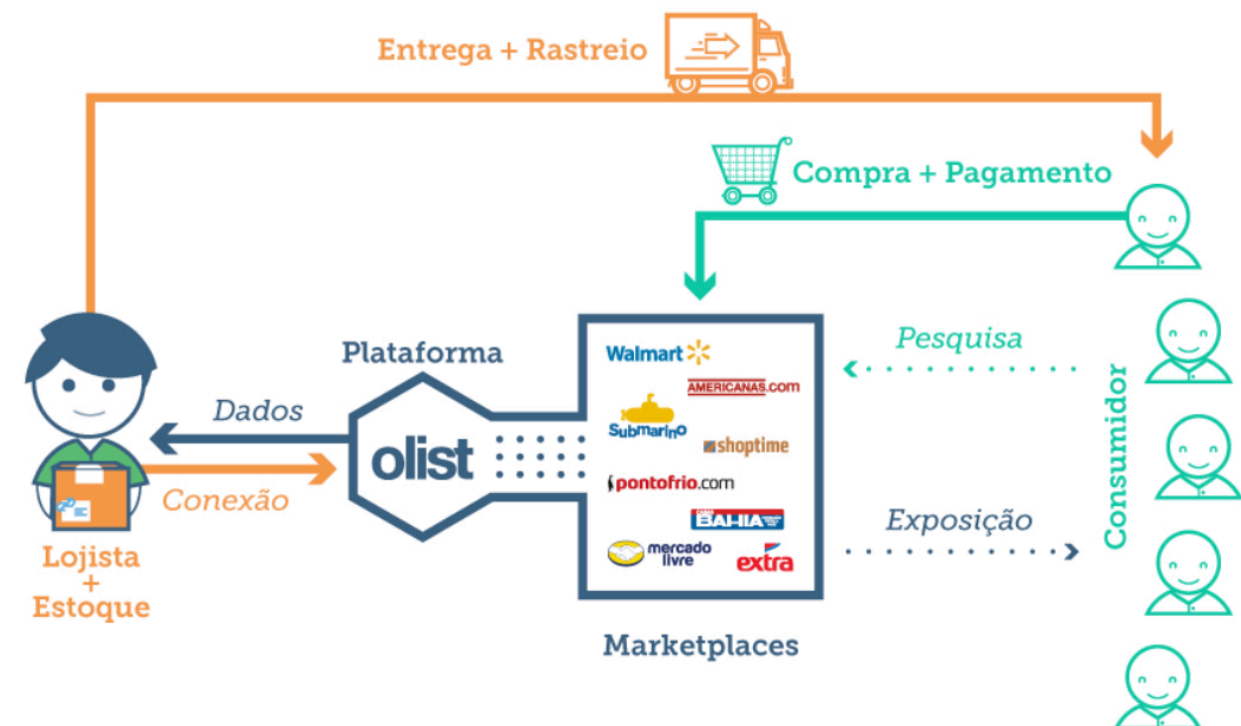 Entrega + Rastreio
Compra + Pagamento
Plataforma
Walmart
AMERICANAS.com
Submarino
shoptime
pontofrio.com
BAHIA
mercado
livre
extra
olist
Dados
Conexão
Lojista
+
Estoque
Marketplaces
Pesquisa
Exposição
Consumidor